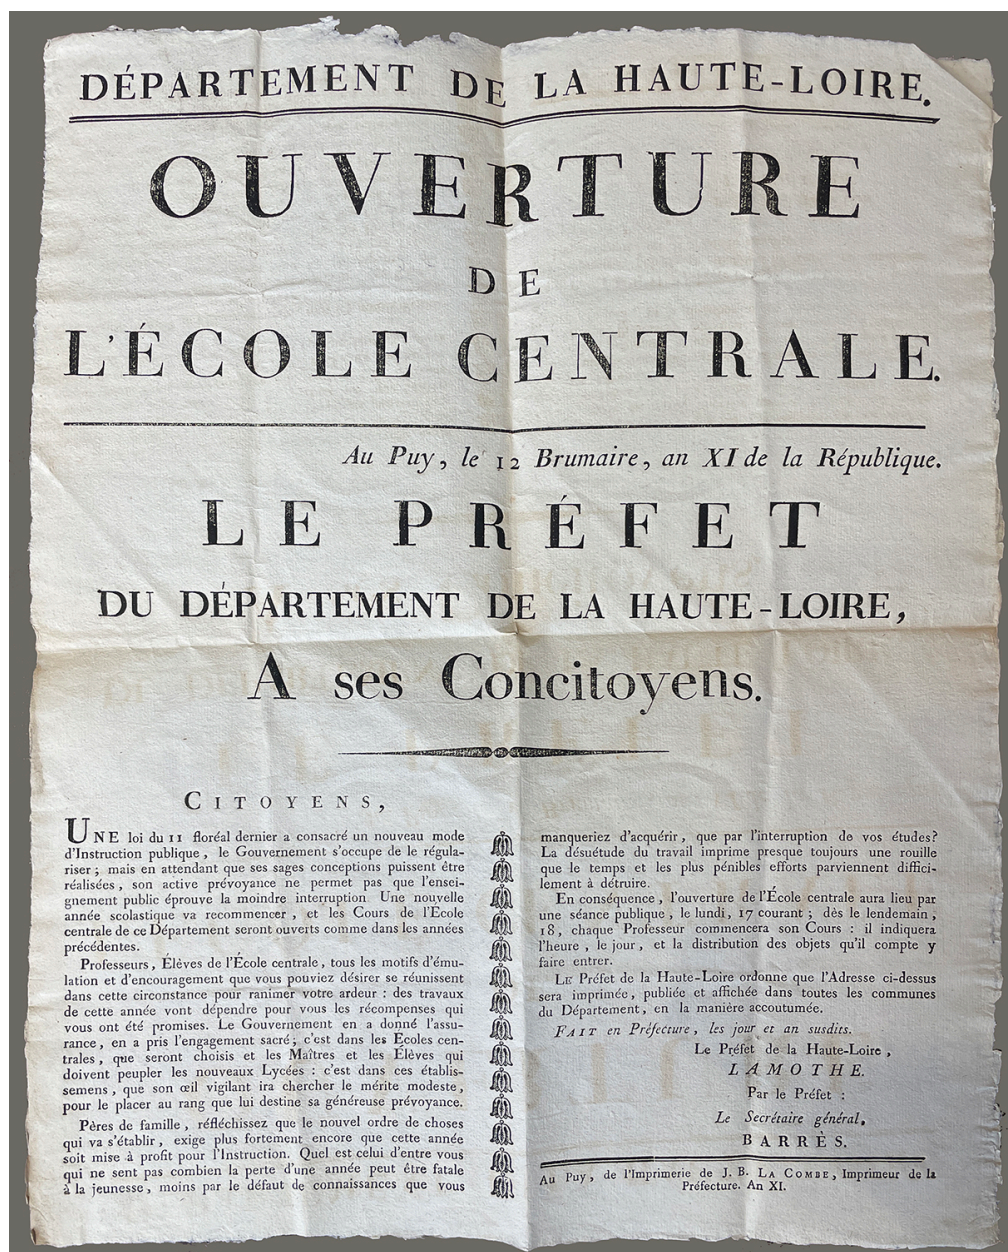 DÉPARTEMENT DE LA HAUTE-LOIRE.
OUVERTURE
DE
L'ÉCOLE CENTRALE.
Au Puy, le 12 Brumaire, an XI de la République.
LE PRÉFET
DU DÉPARTEMENT DE LA HAUTE-LOIRE,
A ses Concitoyens.
CITOYENS,
UNE loi du 11 floréal dernier a consacré un nouveau mode
d'Instruction publique, le Gouvernement s'occupe de le régula-
riser ; mais en attendant que ses sages conceptions puissent être
réalisées, son active prévoyance ne permet pas que l'ensei-
gnement public éprouve la moindre interruption Une nouvelle
année scolastique va recommencer, et les Cours de l'École
centrale de ce Département seront ouverts comme dans les années
précédentes.
Professeurs, Élèves de l'École centrale, tous les motifs d'ému-
lation et d'encouragement que vous pouviez désirer se réunissent
dans cette circonstance pour ranimer votre ardeur : des travaux
de cette année vont dépendre pour vous les récompenses qui
vous ont été promises. Le Gouvernement en a donné l'assu-
rance, en a pris l'engagement sacré ; c'est dans les Écoles cen-
trales, que seront choisis et les Maîtres et les Élèves qui
doivent peupler les nouveaux Lycées : c'est dans ces établis-
semens, que son œil vigilant ira chercher le mérite modeste,
pour le placer au rang que lui destine sa généreuse prévoyance.
Pères de famille, réfléchissez que le nouvel ordre de choses
qui va s'établir, exige plus fortement encore que cette année
soit mise à profit pour l'Instruction. Quel est celui d'entre vous
qui ne sent pas combien la perte d'une année peut être fatale
à la jeunesse, moins par le défaut de connaissances que vous
manqueriez d'acquérir, que par l'interruption de vos études?
La désuétude du travail imprime presque toujours une rouille
que le temps et les plus pénibles efforts parviennent diffici-
lement à détruire.
En conséquence, l'ouverture de l'École centrale aura lieu par
une séance publique, le lundi, 17 courant ; dès le lendemain,
18, chaque Professeur commencera son Cours : il indiquera
l'heure, le jour, et la distribution des objets qu'il compte y
faire entrer.
LE Préfet de la Haute-Loire ordonne que l'Adresse ci-dessus
sera imprimée, publiée et affichée dans toutes les communes
du Département, en la manière accoutumée.
FAIT en Préfecture, les jour et an susdits.
Le Préfet de la Haute-Loire,
LAMOTHE.
Par le Préfet :
Le Secrétaire général,
BARRÈS.
Au Puy, de l'Imprimerie de J. B. LA COMBE, Imprimeur de la
Préfecture. An XI.